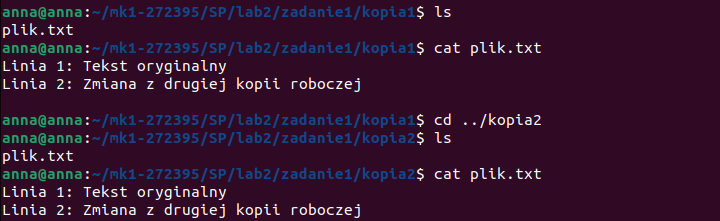 anna@anna:~/mk1-272395/SP/lab2/zadanie1/kopia1$ ls
plik.txt
anna@anna:~/mk1-272395/SP/lab2/zadanie1/kopia1$ cat plik.txt
Linia 1: Tekst oryginalny
Linia 2: Zmiana z drugiej kopii roboczej
anna@anna:~/mk1-272395/SP/lab2/zadanie1/kopia1$ cd ../kopia2
anna@anna:~/mk1-272395/SP/lab2/zadanie1/kopia2$ ls
plik.txt
anna@anna:~/mk1-272395/SP/lab2/zadanie1/kopia2$ cat plik.txt
Linia 1: Tekst oryginalny
Linia 2: Zmiana z drugiej kopii roboczej